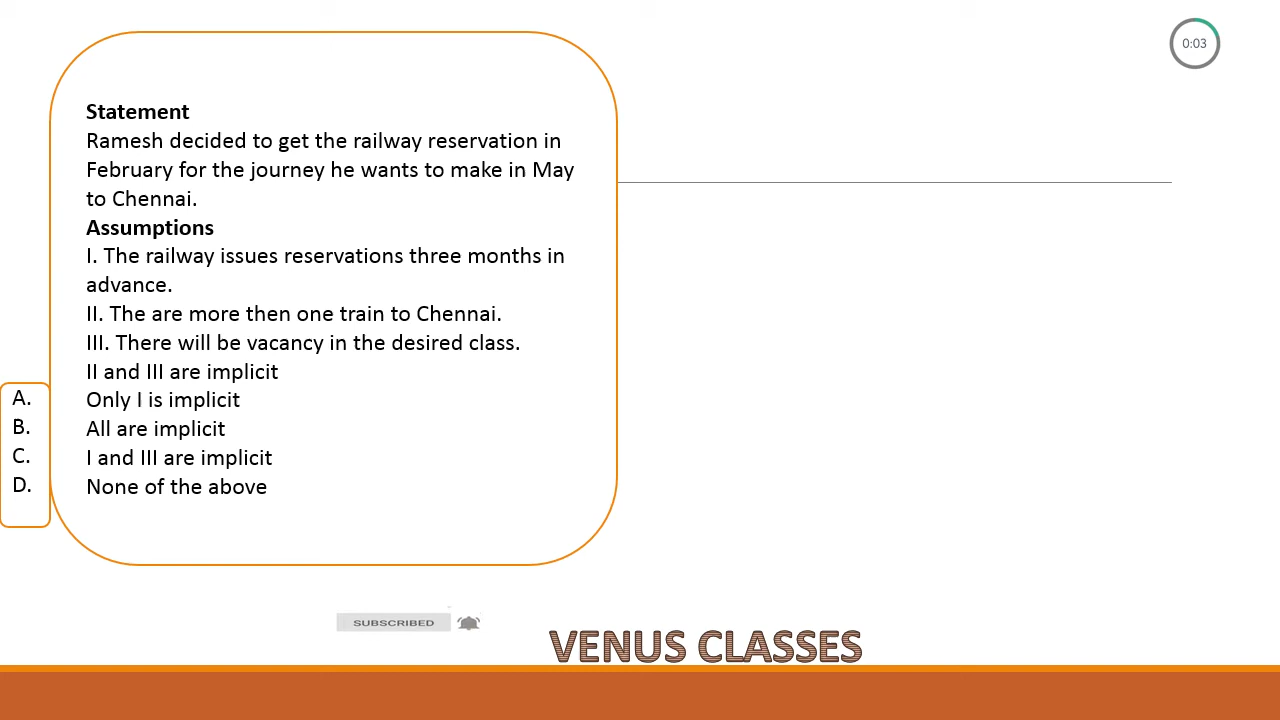 0:03
Statement
Ramesh decided to get the railway reservation in
February for the journey he wants to make in May
to Chennai.
Assumptions
I. The railway issues reservations three months in
advance.
II. The are more then one train to Chennai.
III. There will be vacancy in the desired class.
II and III are implicit
A. Only I is implicit
B. All are implicit
C. I and III are implicit
D. None of the above
SUBSCRIBED
VENUS CLASSES